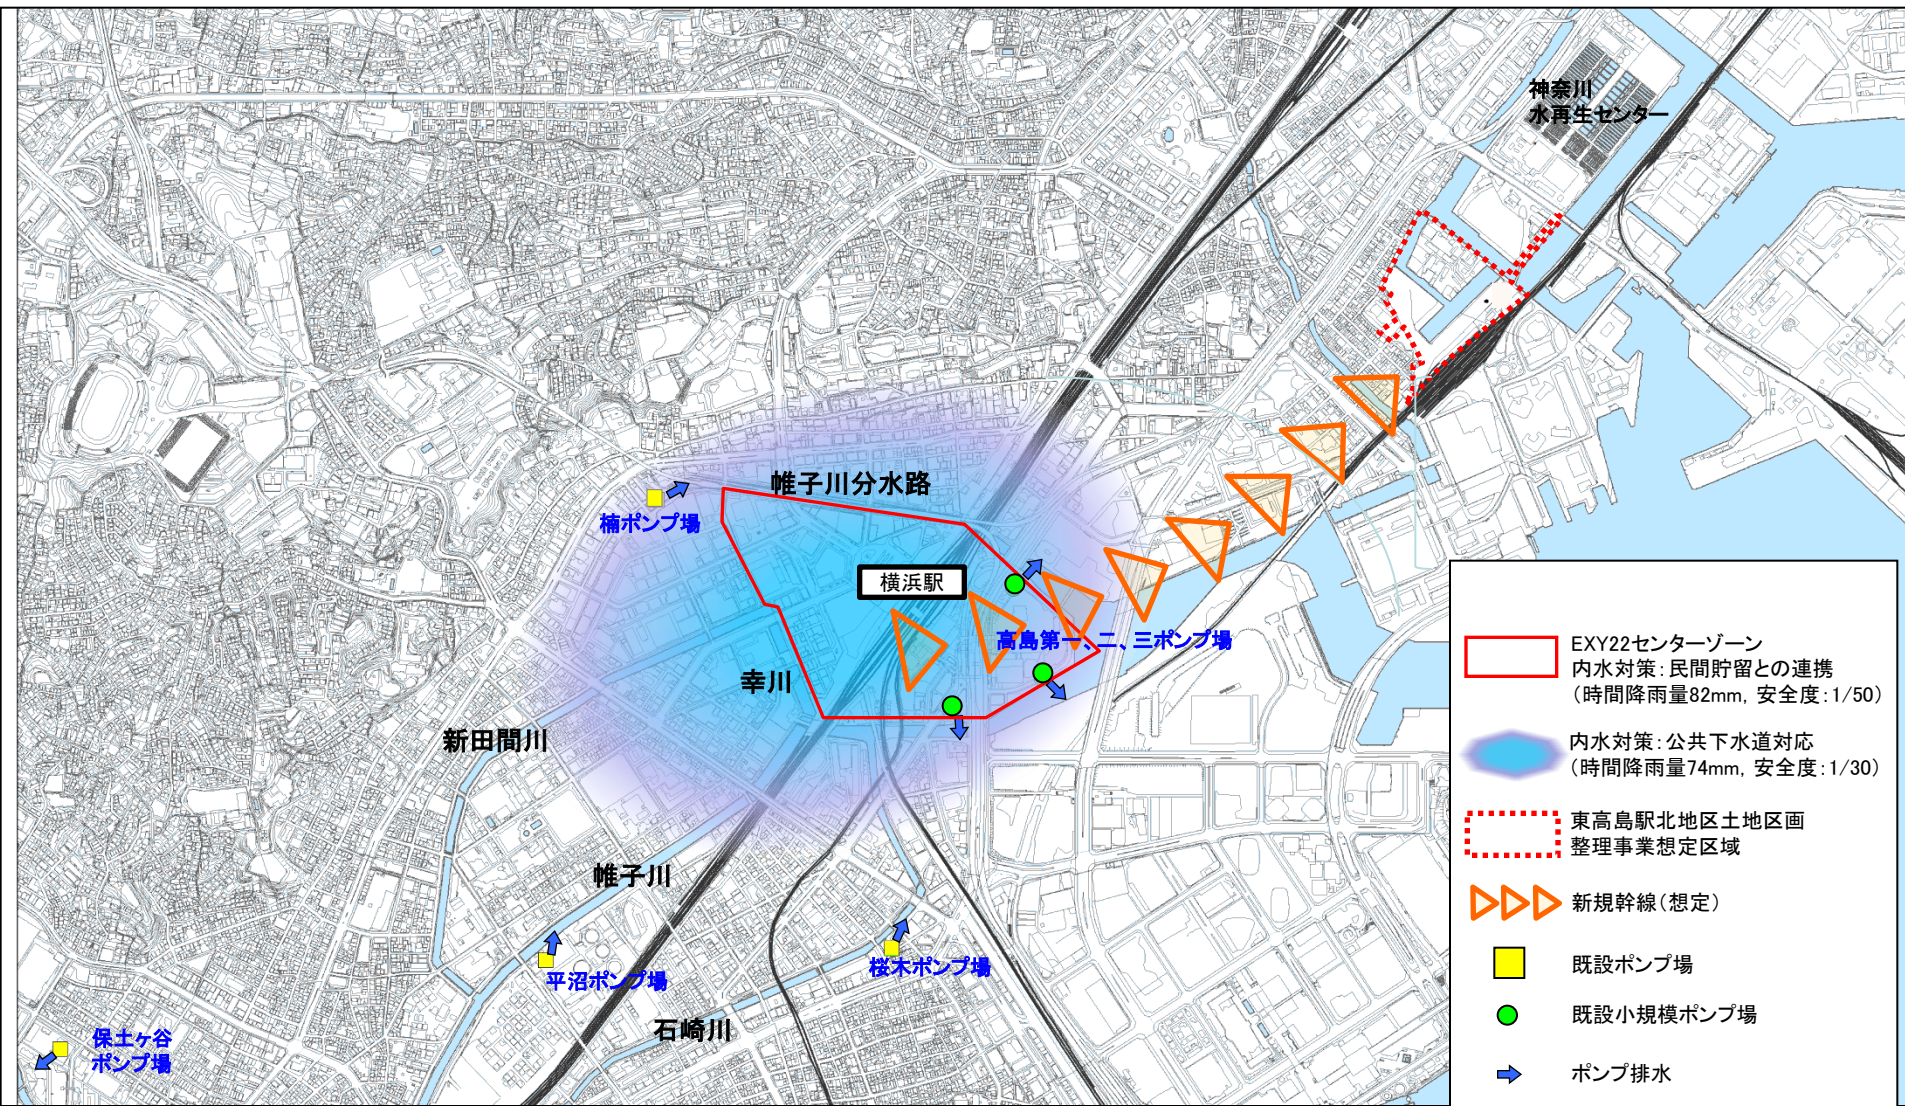 神奈川
水再生センター
帷子川分水路
楠ポンプ場
横浜駅
高島第一、二、三ポンプ場
幸川
新田間川
帷子川
平沼ポンプ場
桜木ポンプ場
石崎川
保土ヶ谷
ポンプ場
EXY22センターゾーン
内水対策：民間貯留との連携
（時間降雨量82mm，安全度：1/50）
内水対策：公共下水道対応
（時間降雨量74mm，安全度：1/30）
東高島駅北地区土地区画
整理事業想定区域
新規幹線（想定）
既設ポンプ場
既設小規模ポンプ場
ポンプ排水